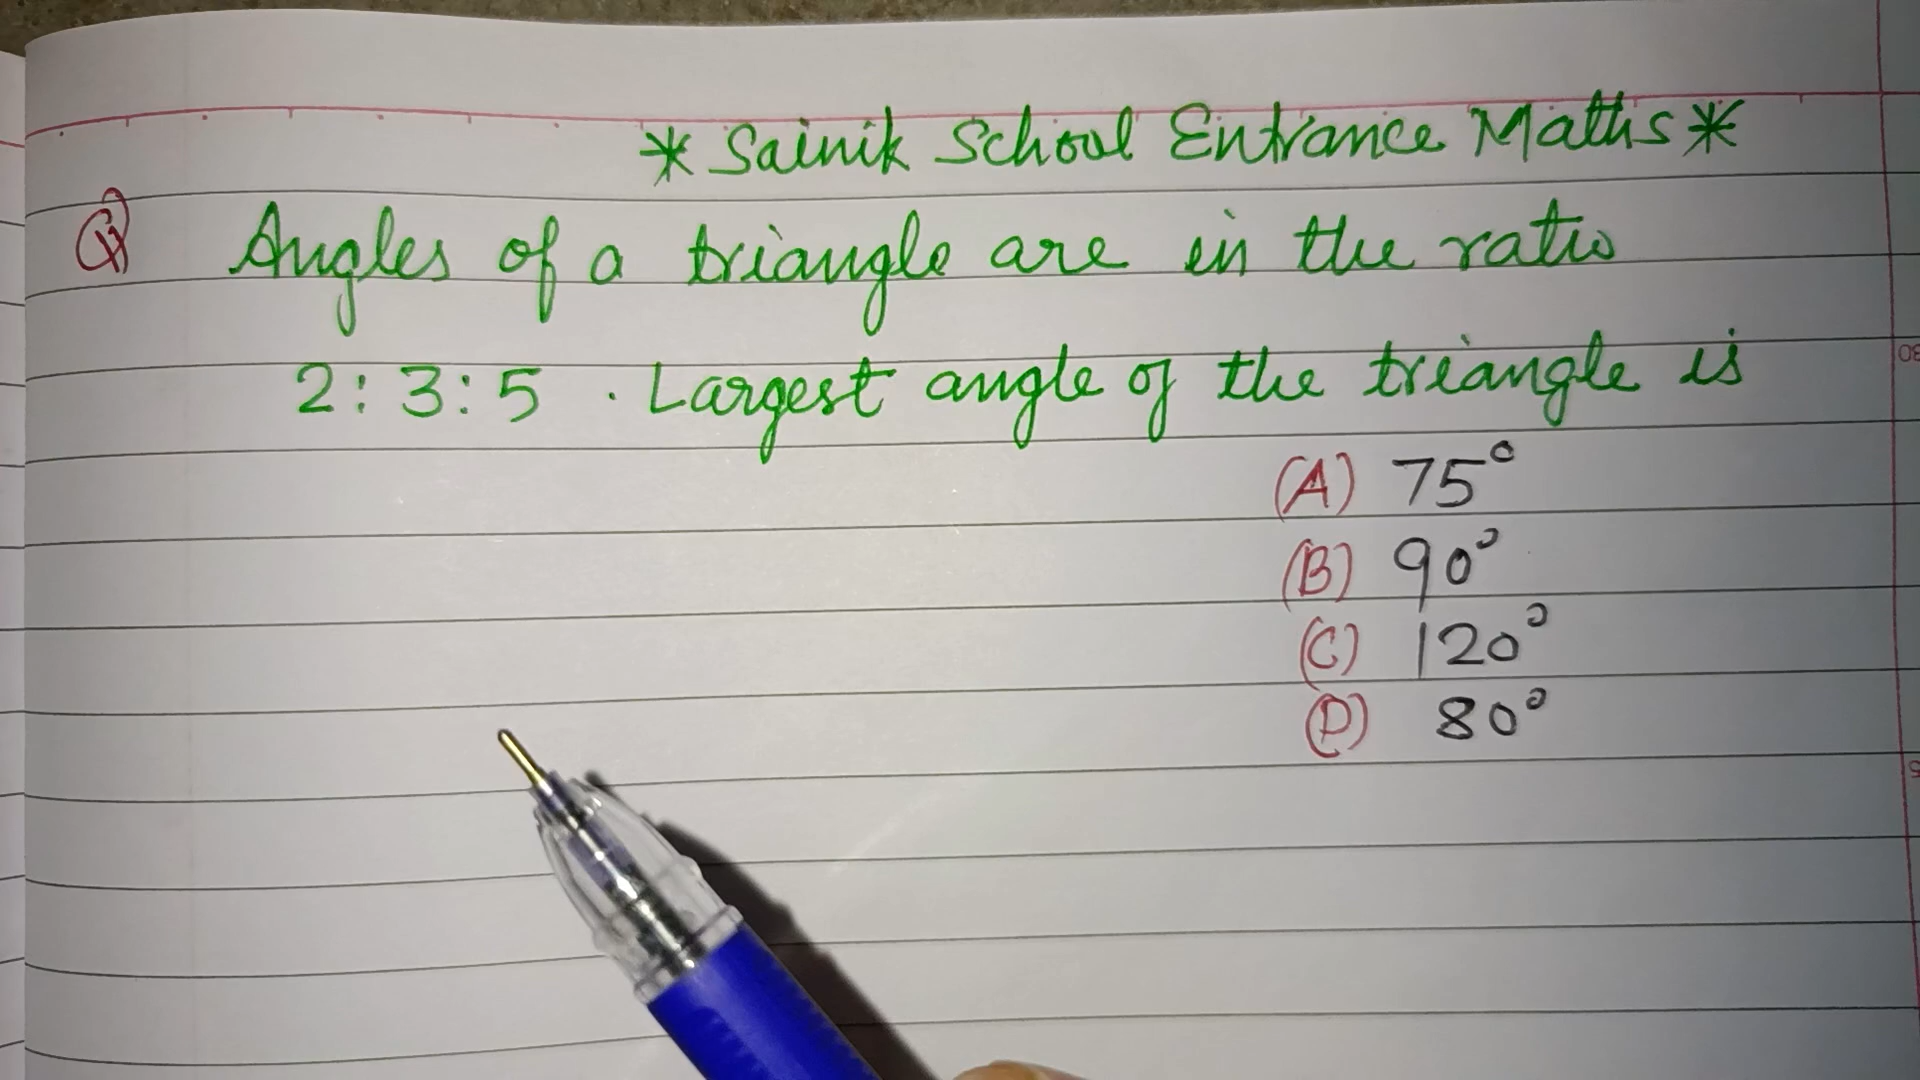 * Sainik School Entrance Maths *
Q) Angles of a triangle are in the ratio
2 : 3 : 5 . Largest angle of the triangle is
(A) 75°
(B) 90°
(C) 120°
(D) 80°